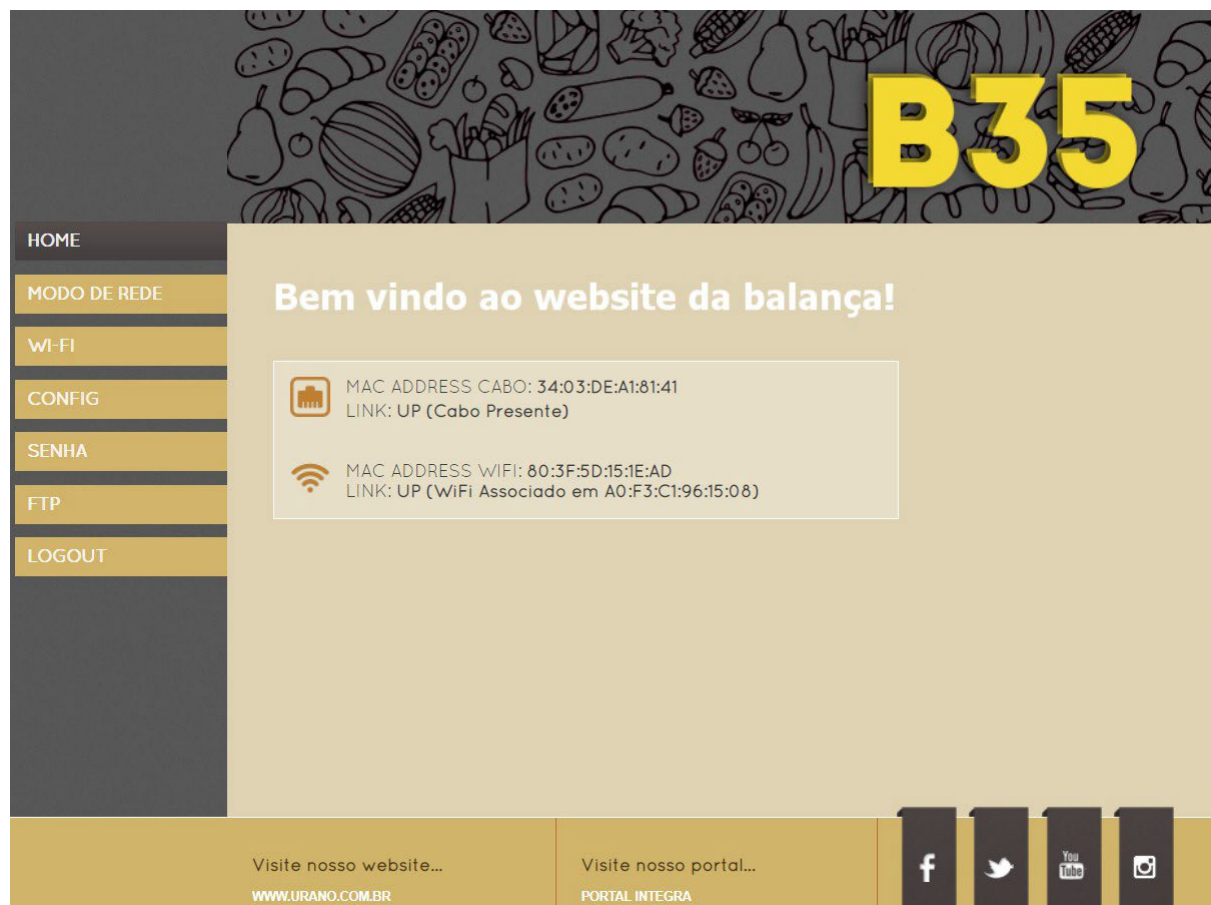 B35
HOME
MODO DE REDE
WI-FI
CONFIG
SENHA
FTP
LOGOUT
Bem vindo ao website da balança!
MAC ADDRESS CABO: 34:03:DE:A1:81:41
LINK: UP (Cabo Presente)
MAC ADDRESS WIFI: 80:3F:5D:15:1E:AD
LINK: UP (WiFi Associado em A0:F3:C1:96:15:08)
Visite nosso website...
WWW.URANO.COM.BR
Visite nosso portal...
PORTAL INTEGRA
f
You
Tube